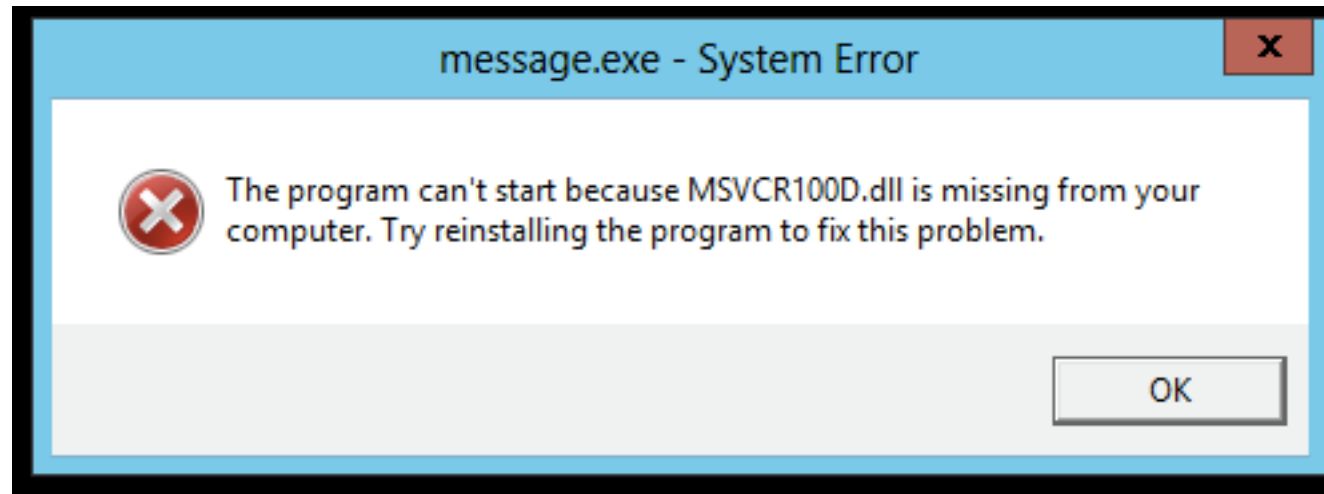 message.exe - System Error
x
The program can't start because MSVCR100D.dll is missing from your
computer. Try reinstalling the program to fix this problem.
OK